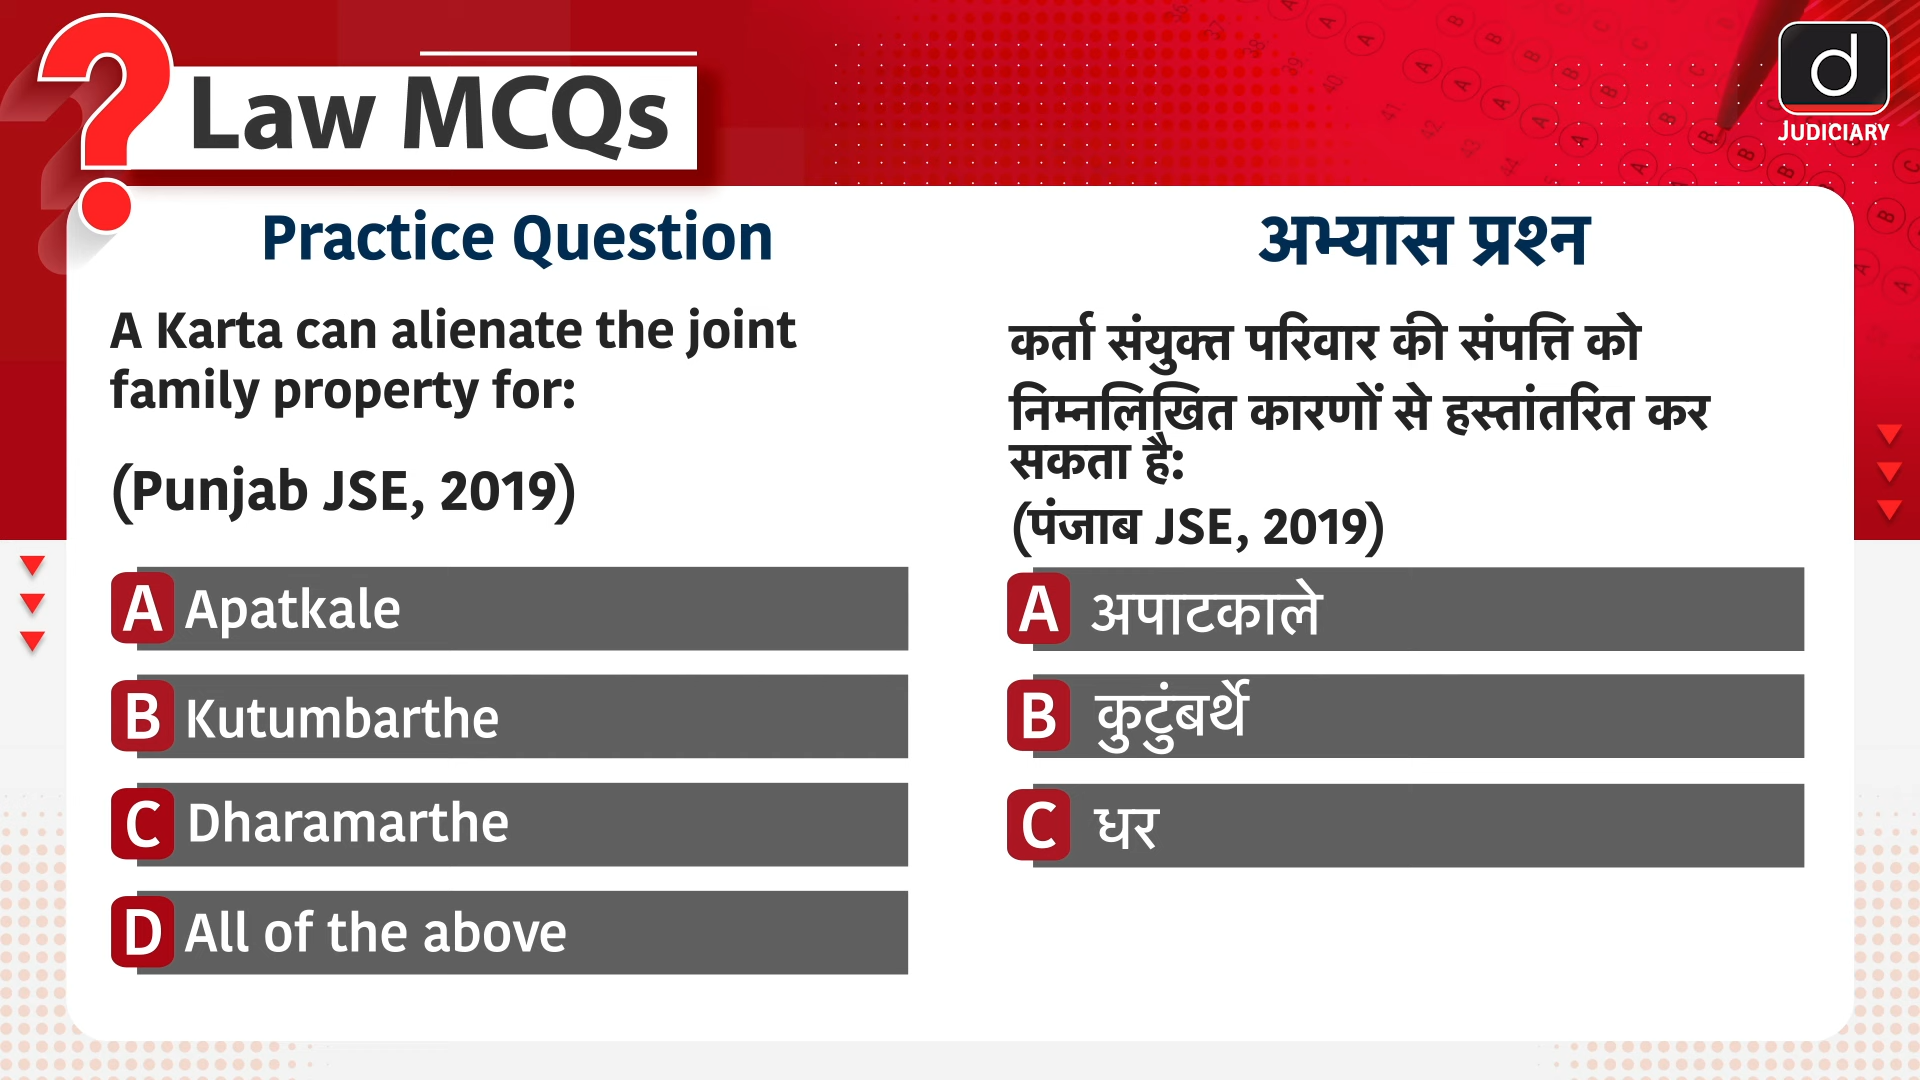 ?
Law MCQs
d
JUDICIARY
Practice Question
A Karta can alienate the joint
family property for:
(Punjab JSE, 2019)
A Apatkale
B Kutumbarthe
C Dharamarthe
D All of the above
अभ्यास प्रश्न
कर्ता संयुक्त परिवार की संपत्ति को
निम्नलिखित कारणों से हस्तांतरित कर
सकता है:
(पंजाब JSE, 2019)
A अपाटकाले
B कुटुंबर्थे
C धर